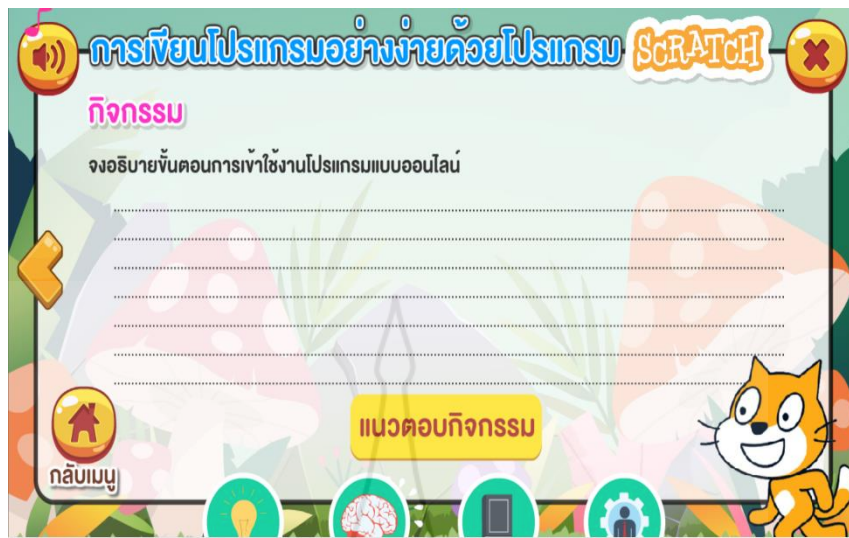 การเขียนโปรแกรมอย่างง่ายด้วยโปรแกรม SCRATCH
กิจกรรม
จงอธิบายขั้นตอนการเข้าใช้งานโปรแกรมแบบออนไลน์
แนวตอบกิจกรรม
กลับเมนู